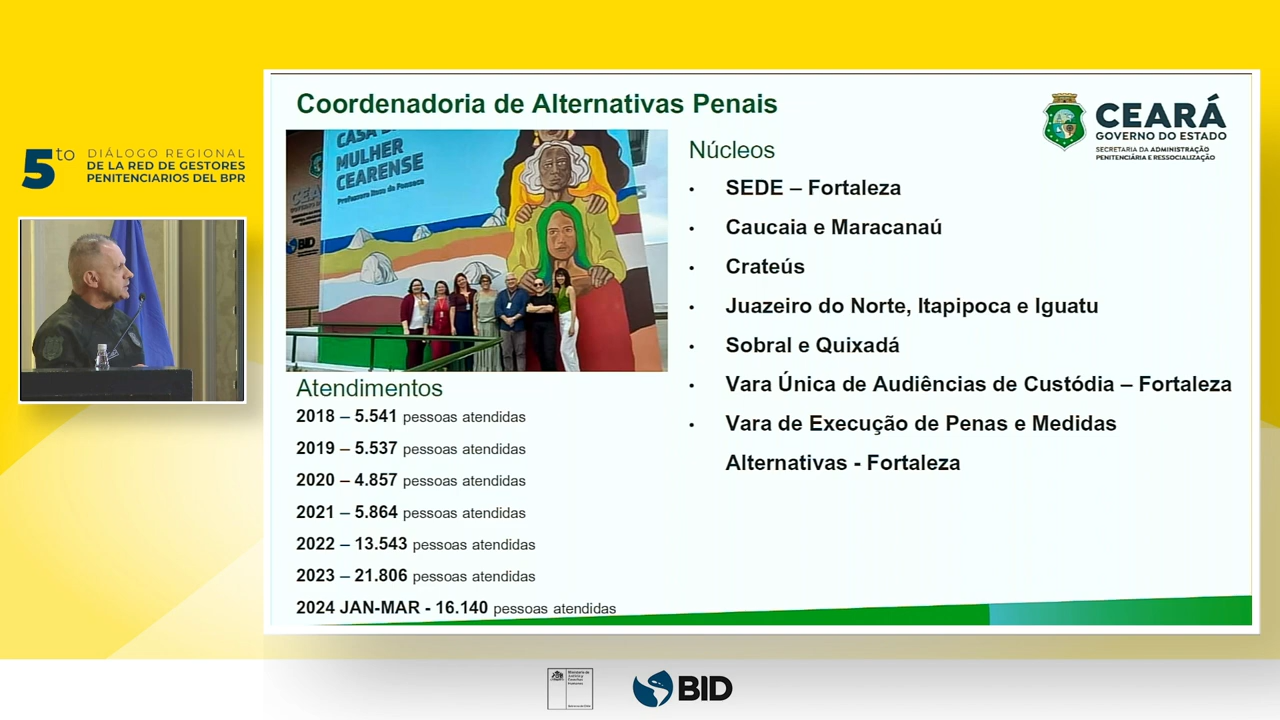 5to
DIÁLOGO REGIONAL
DE LA RED DE GESTORES
PENITENCIARIOS DEL BPR
Coordenadoria de Alternativas Penais
CEARÁ
GOVERNO DO ESTADO
SECRETARIA DA ADMINISTRAÇÃO
PENITENCIÁRIA E RESSOCIALIZAÇÃO
MULHER
CEARENSE
BID
Atendimentos
2018 – 5.541 pessoas atendidas
2019 – 5.537 pessoas atendidas
2020 – 4.857 pessoas atendidas
2021 – 5.864 pessoas atendidas
2022 – 13.543 pessoas atendidas
2023 – 21.806 pessoas atendidas
2024 JAN-MAR - 16.140 pessoas atendidas
Núcleos
• SEDE – Fortaleza
• Caucaia e Maracanaú
• Crateús
• Juazeiro do Norte, Itapipoca e Iguatu
• Sobral e Quixadá
• Vara Única de Audiências de Custódia – Fortaleza
• Vara de Execução de Penas e Medidas
Alternativas - Fortaleza
BID